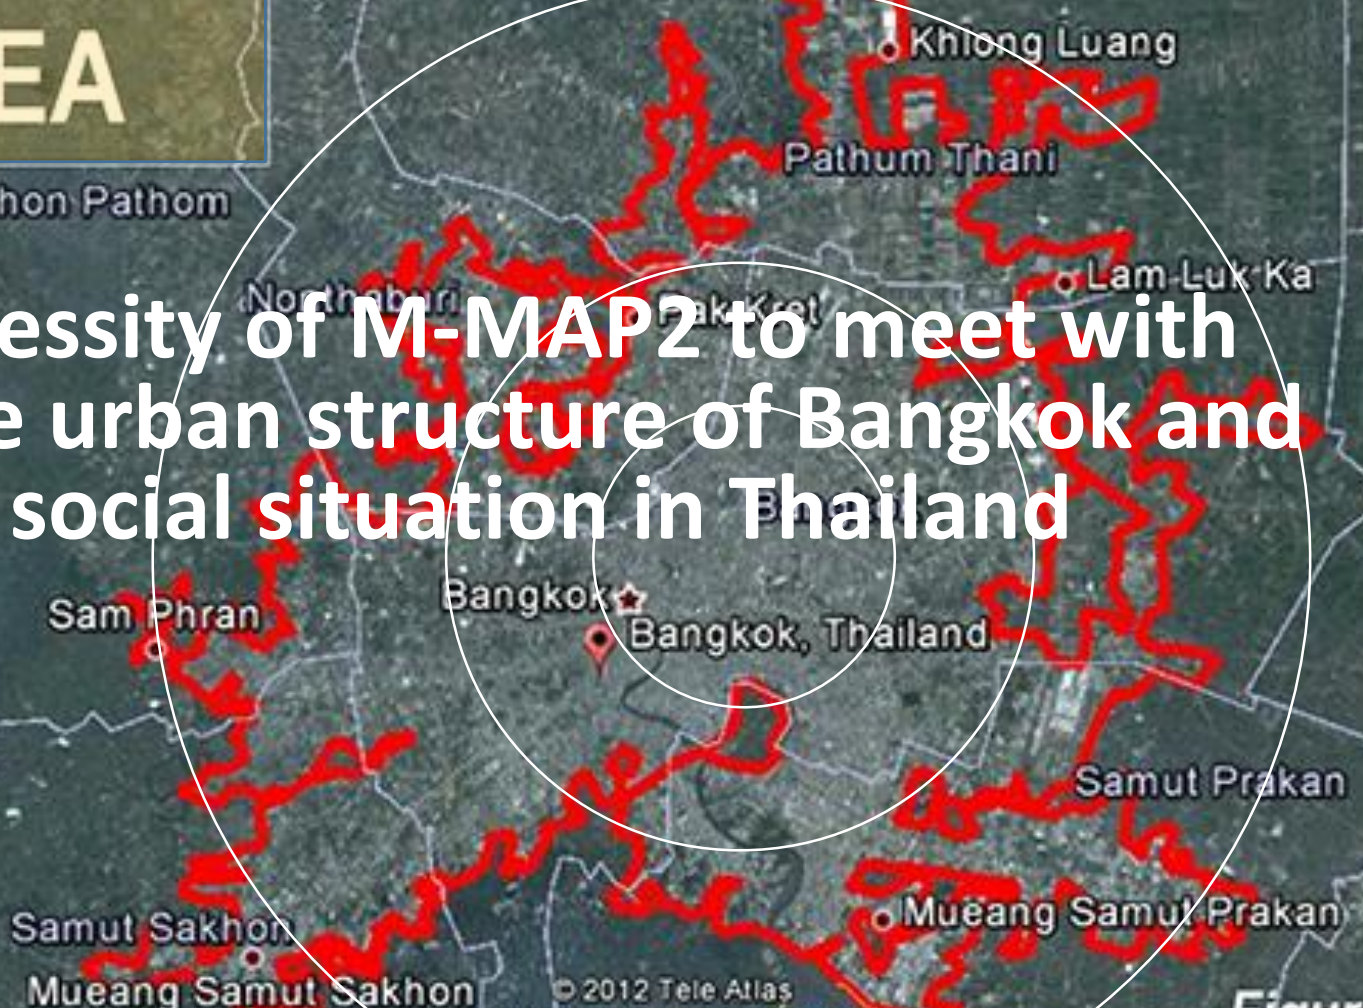 EA
Khlong Luang
Pathum Thani
hon Pathom
Lam Luk Ka
Nonthaburi
Pak Kret
essity of M-MAP2 to meet with
e urban structure of Bangkok and
social situation in Thailand
Bangkok
Bangkok, Thailand
Sam Phran
Samut Prakan
Samut Sakhon
Mueang Samut Prakan
Mueang Samut Sakhon
© 2012 Tele Atlas